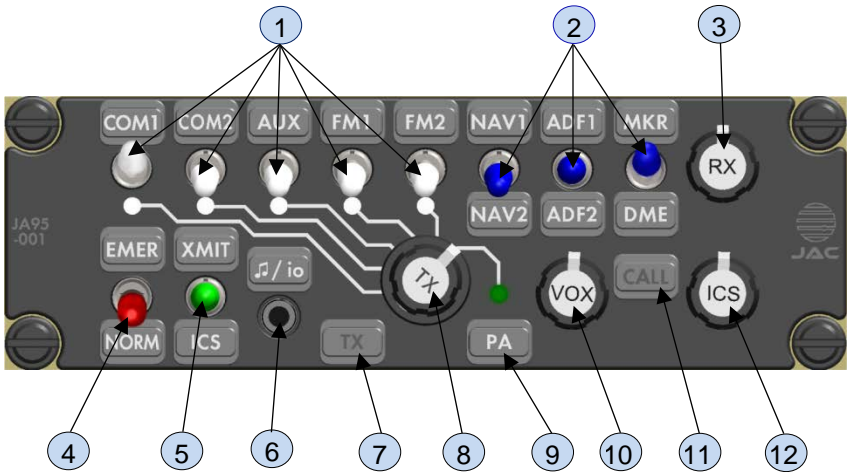 1 2 3
COM1 COM2 AUX FM1 FM2 NAV1 ADF1 MKR
RX
NAV2 ADF2 DME
JA95
-001
JAC
EMER XMIT ♫/io
TX VOX CALL ICS
NORM ICS TX PA
4 5 6 7 8 9 10 11 12